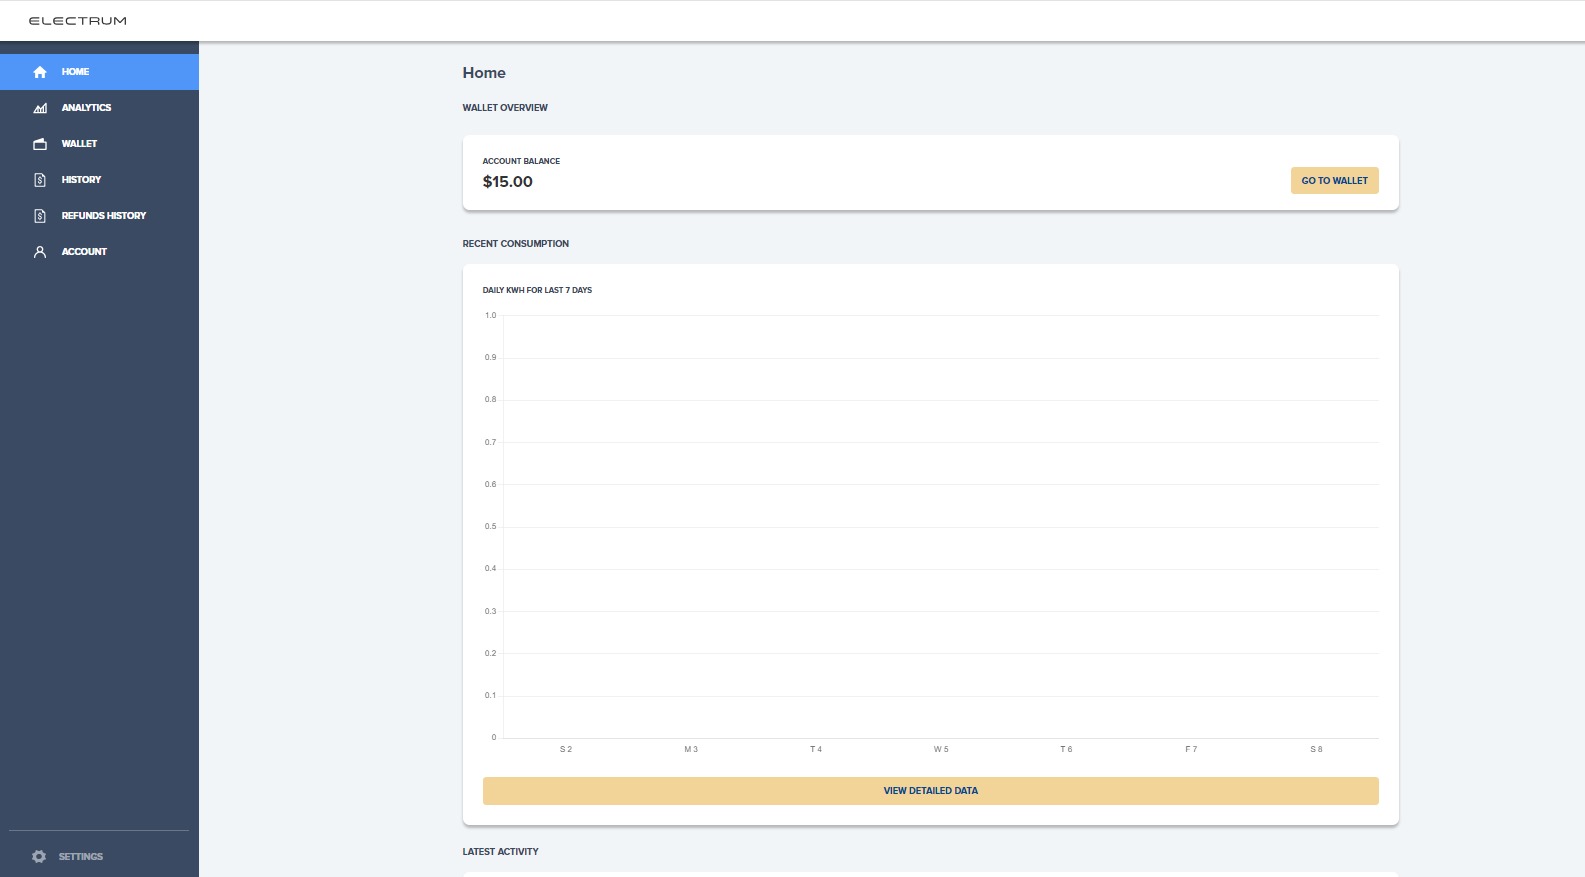 ELECTRUM
HOME
ANALYTICS
WALLET
HISTORY
REFUNDS HISTORY
ACCOUNT
SETTINGS
Home
WALLET OVERVIEW
ACCOUNT BALANCE
$15.00
GO TO WALLET
RECENT CONSUMPTION
DAILY KWH FOR LAST 7 DAYS
1.0
0.9
0.8
0.7
0.6
0.5
0.4
0.3
0.2
0.1
0
S 2 M 3 T 4 W 5 T 6 F 7 S 8
VIEW DETAILED DATA
LATEST ACTIVITY